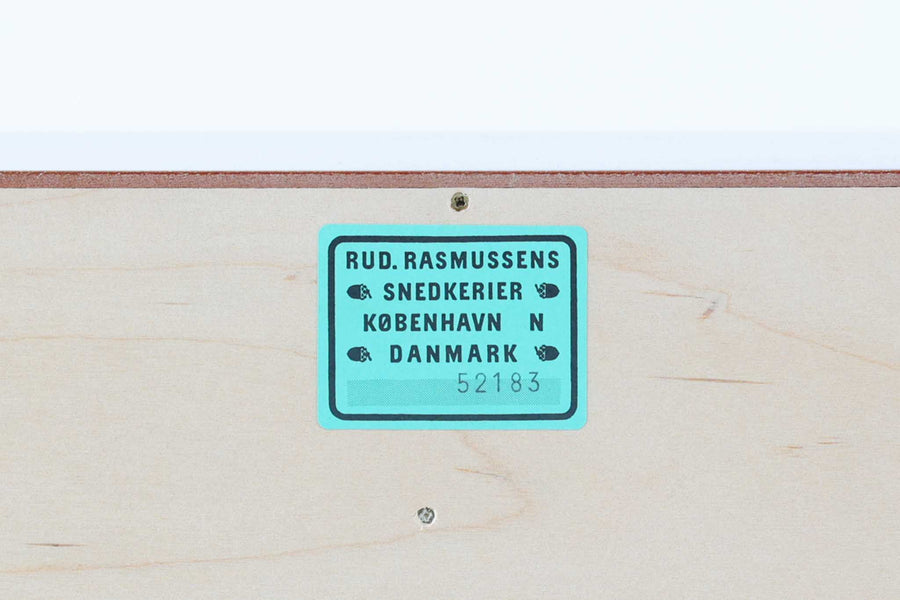 RUD. RASMUSSENS
SNEDKERIER
KØBENHAVN N
DANMARK
52183